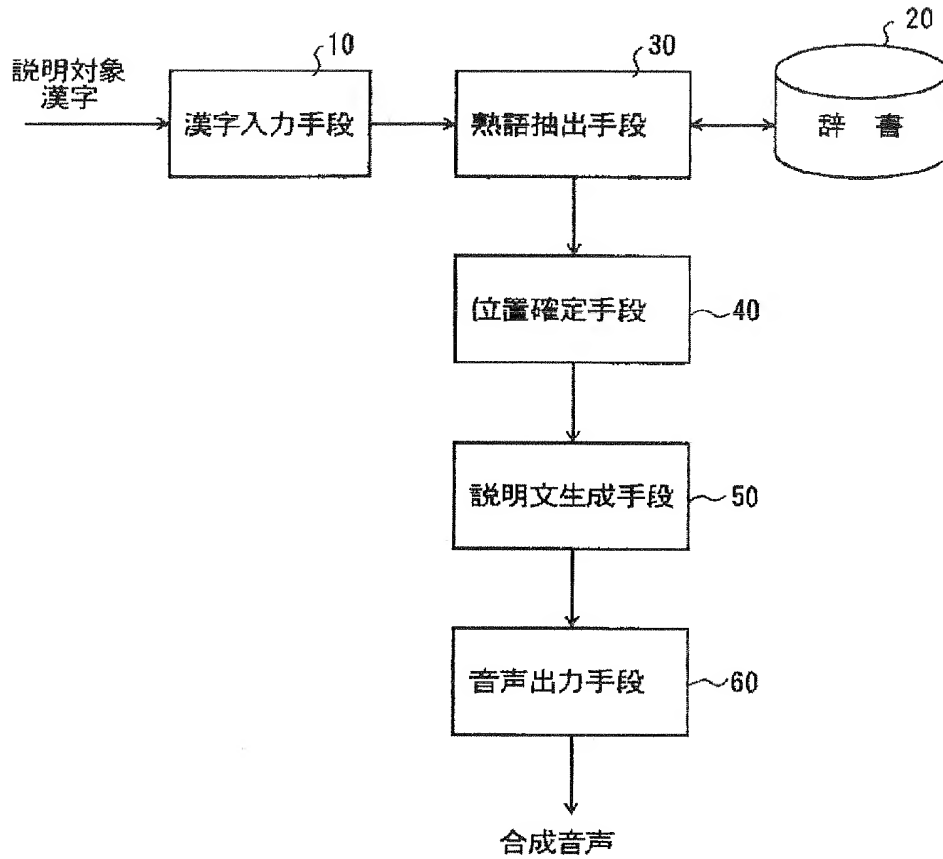 説明対象
漢字
10
漢字入力手段
30
熟語抽出手段
20
辞書
位置確定手段
40
説明文生成手段
50
音声出力手段
60
合成音声